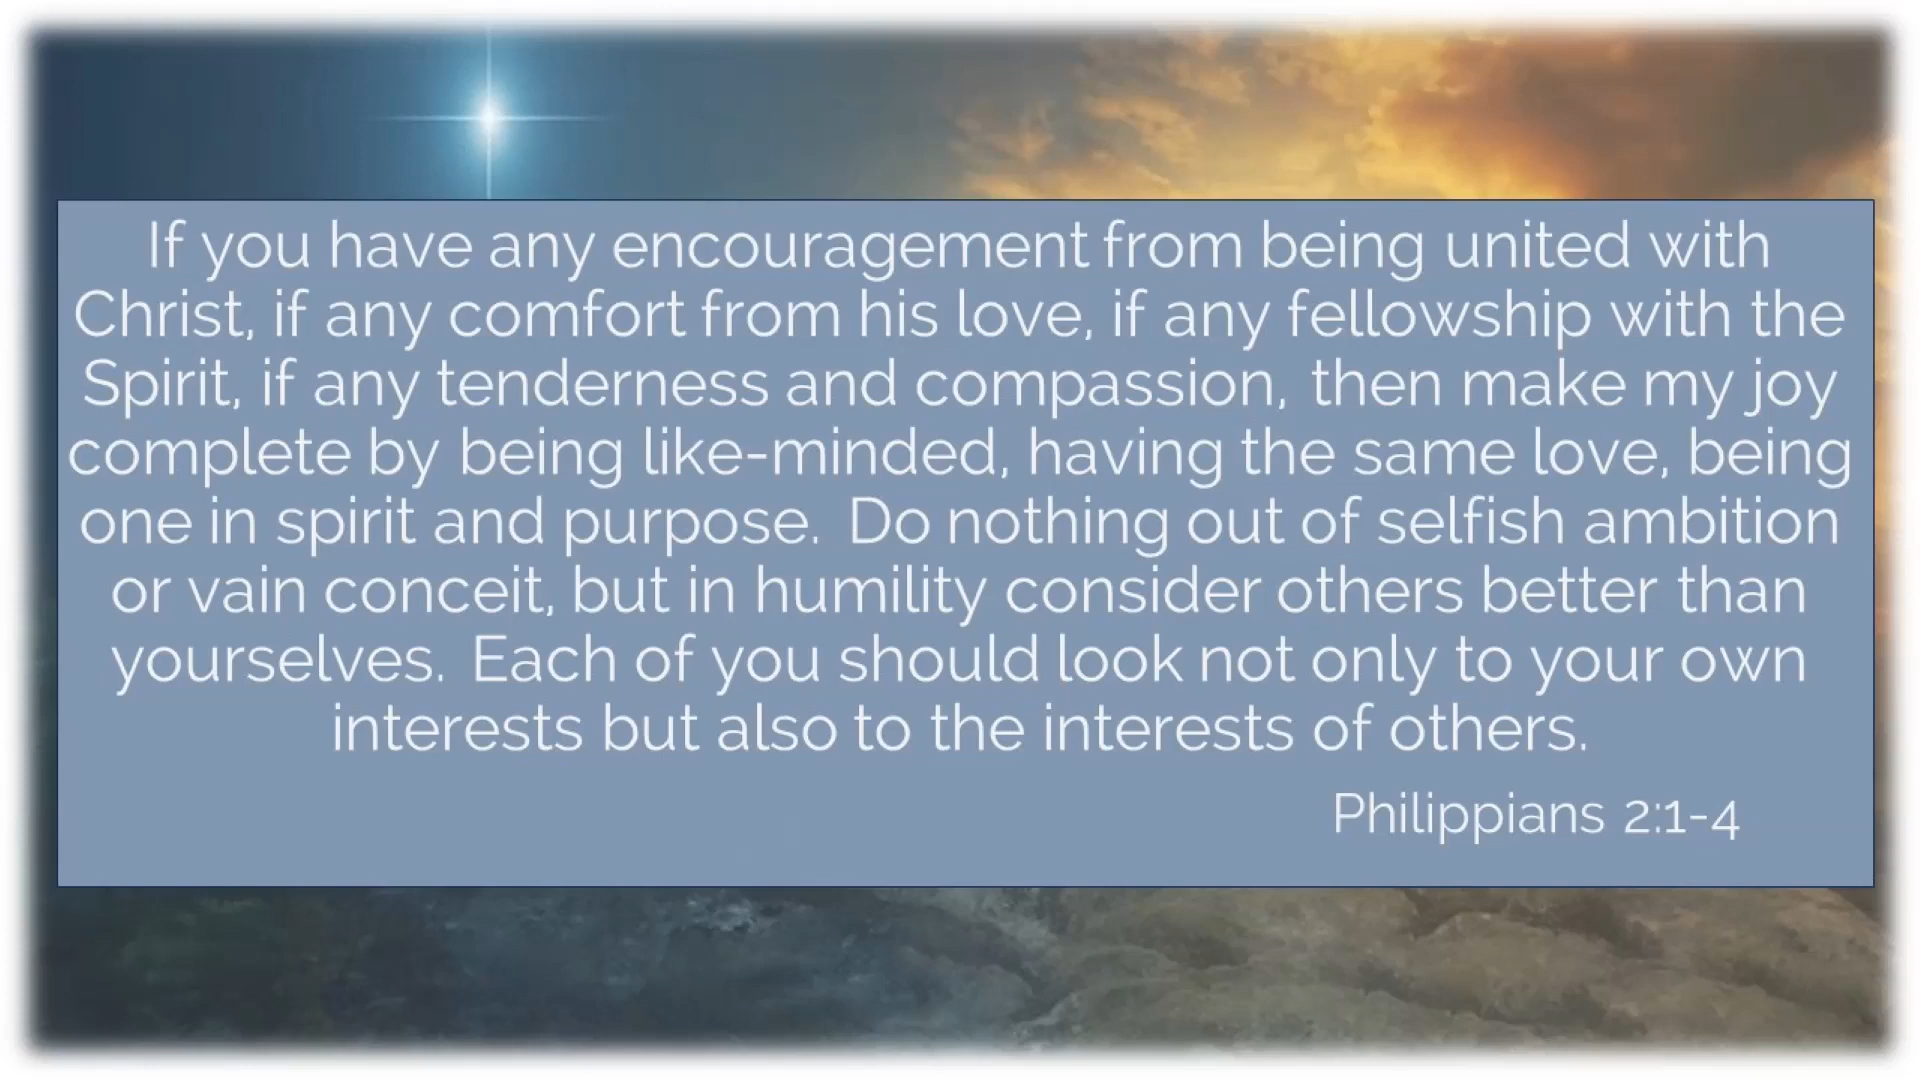 If you have any encouragement from being united with
Christ, if any comfort from his love, if any fellowship with the
Spirit, if any tenderness and compassion, then make my joy
complete by being like-minded, having the same love, being
one in spirit and purpose. Do nothing out of selfish ambition
or vain conceit, but in humility consider others better than
yourselves. Each of you should look not only to your own
interests but also to the interests of others.
Philippians 2:1-4